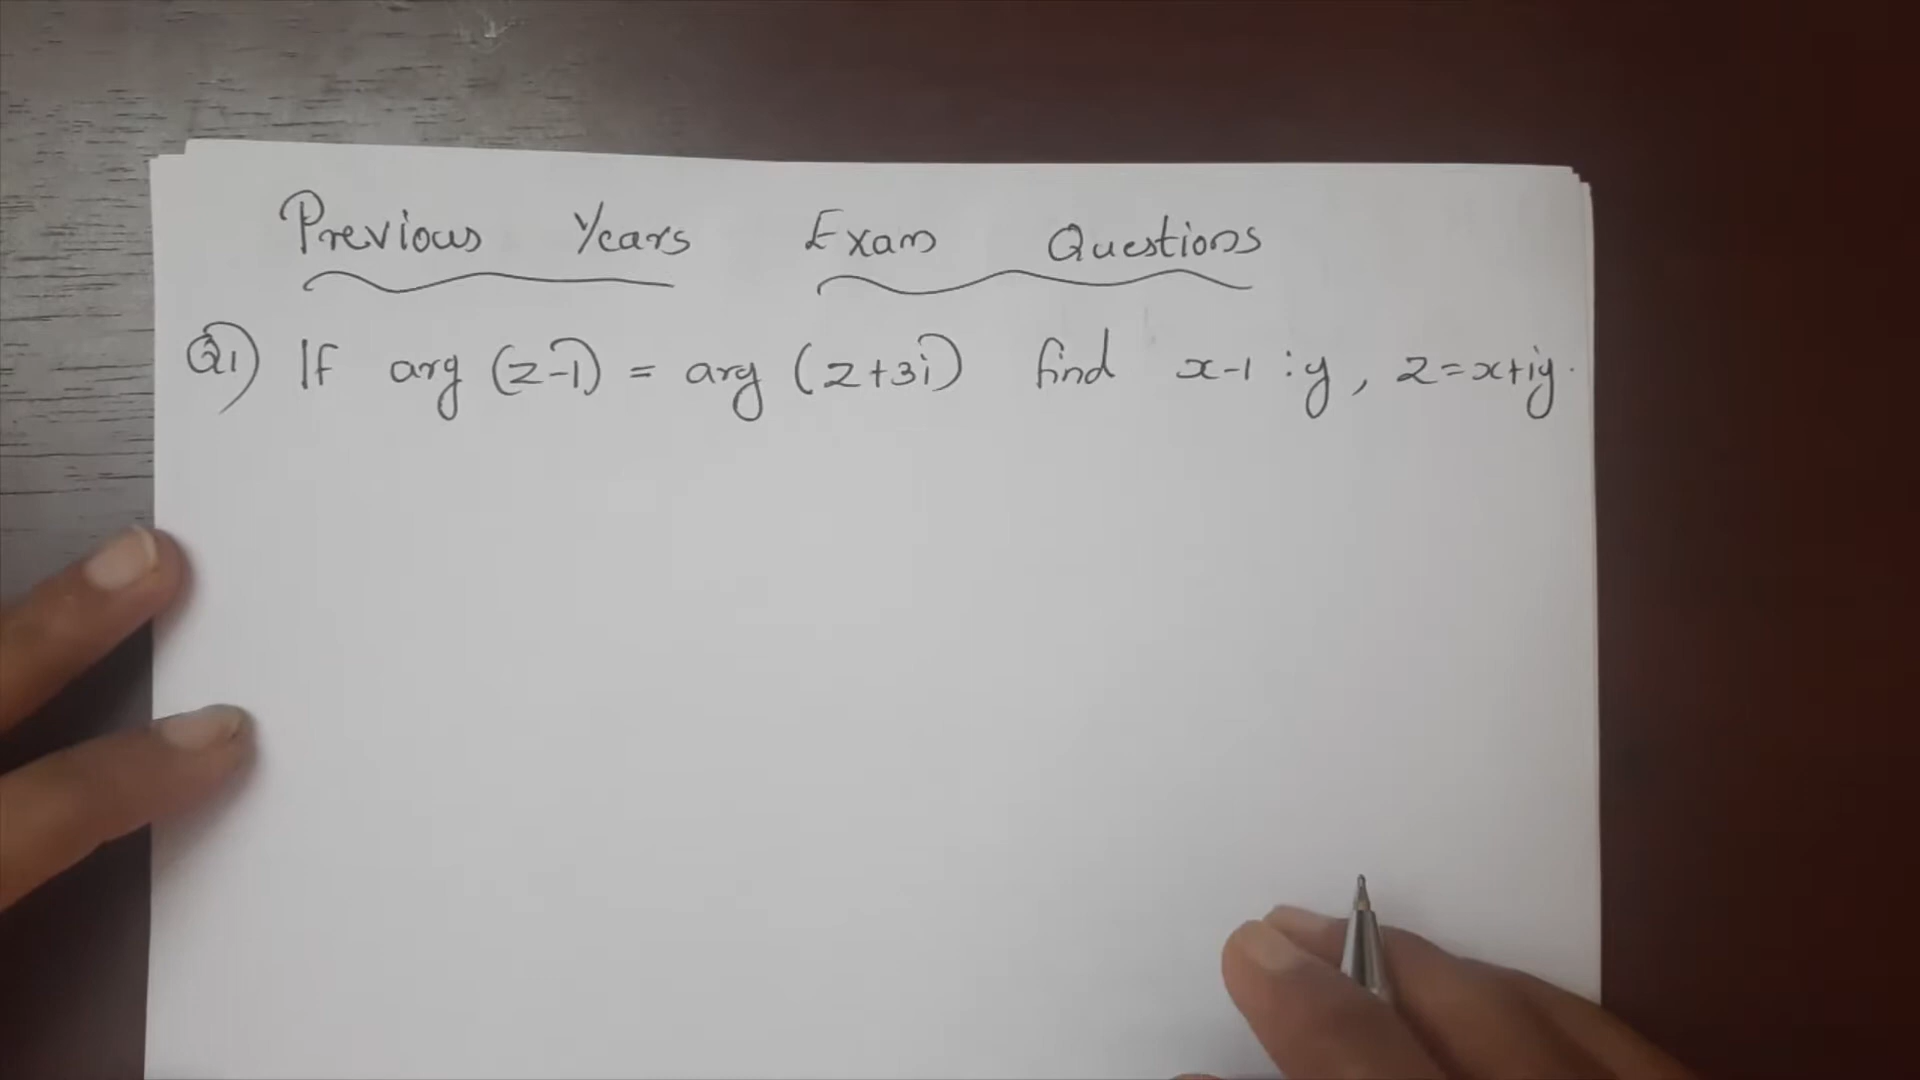 Previous Years Exam Questions
Q1) If arg (z-1) = arg (z+3i) find x-1 : y, z=x+iy.